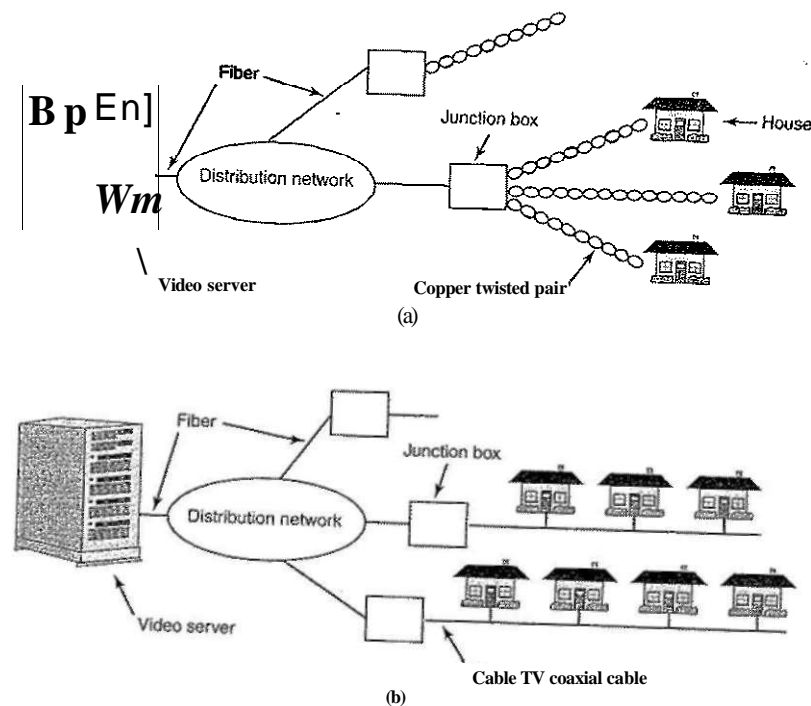 Fiber
B p En]
Junction box
House
Distribution network
Wm
\
Video server
Copper twisted pair
(a)
Fiber
Junction box
Distribution network
Video server
Cable TV coaxial cable
(b)